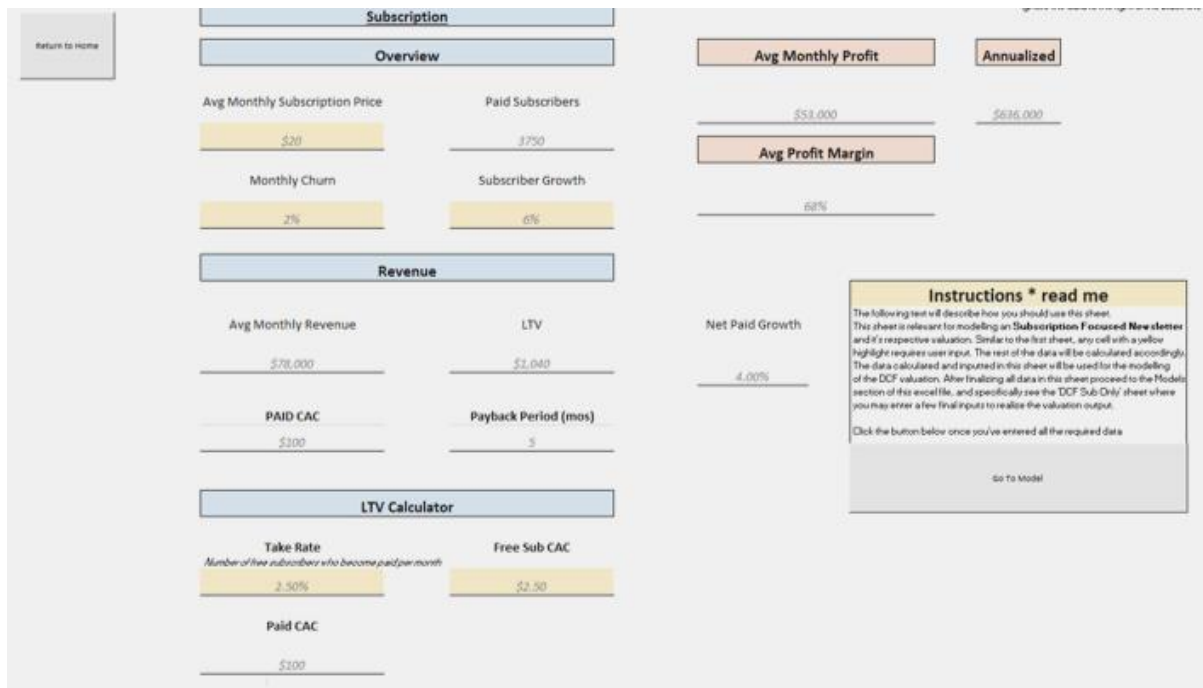 Subscription
Return to Home
Overview
Avg Monthly Profit
Annualized
Avg Monthly Subscription Price
Paid Subscribers
$20
3750
$53,000
$636,000
Avg Profit Margin
Monthly Churn
Subscriber Growth
2%
6%
68%
Revenue
Instructions * read me
The following text will describe how you should use this sheet.
This sheet is relevant for modelling an Subscription Focused Newsletter
and it's respective valuation. Similar to the first sheet, any cell with a yellow
highlight requires user input. The rest of the data will be calculated accordingly.
The data calculated and inputted in this sheet will be used for the modelling
of the DCF valuation. After finalizing all data in this sheet proceed to the Models
section of this excel file, and specifically see the 'DCF Sub Only' sheet where
you may enter a few final inputs to realize the valuation output.
Click the button below once you've entered all the required data
Go To Model
Avg Monthly Revenue
LTV
Net Paid Growth
$78,000
$1,040
4.00%
PAID CAC
Payback Period (mos)
$100
5
LTV Calculator
Take Rate
Free Sub CAC
Number of free subscribers who become paid per month
2.50%
$2.50
Paid CAC
$100